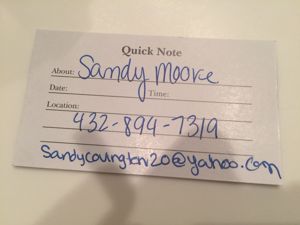 Quick Note
About: Sandy Moore
Date: Time:
Location:
432-894-7319
Sandycovington20@yahoo.com